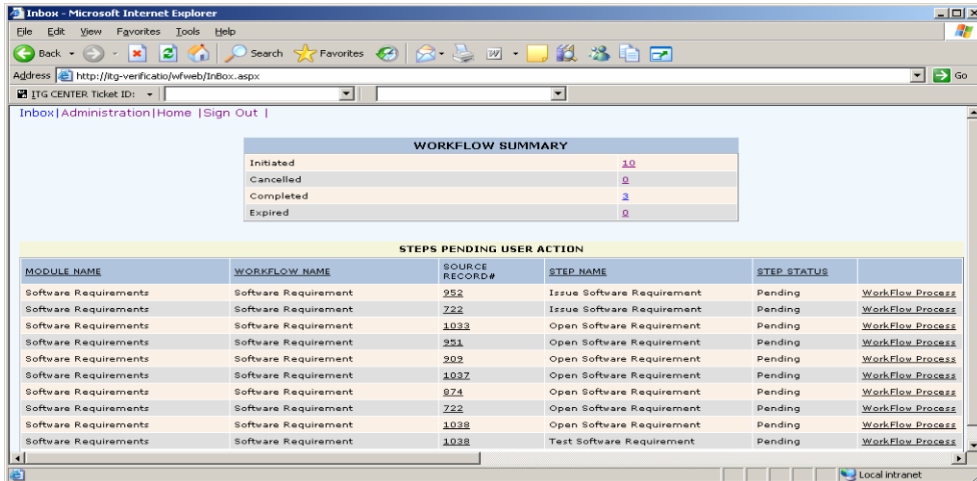 Inbox - Microsoft Internet Explorer
File Edit View Favorites Tools Help
Back Search Favorites
Address http://itg-verificatio/wfweb/InBox.aspx Go
ITG CENTER Ticket ID:
Inbox|Administration|Home |Sign Out |
WORKFLOW SUMMARY
Initiated 10
Cancelled 0
Completed 3
Expired 0
STEPS PENDING USER ACTION
MODULE NAME WORKFLOW NAME SOURCE RECORD# STEP NAME STEP STATUS
Software Requirements Software Requirement 952 Issue Software Requirement Pending WorkFlow Process
Software Requirements Software Requirement 722 Issue Software Requirement Pending WorkFlow Process
Software Requirements Software Requirement 1033 Open Software Requirement Pending WorkFlow Process
Software Requirements Software Requirement 951 Open Software Requirement Pending WorkFlow Process
Software Requirements Software Requirement 909 Open Software Requirement Pending WorkFlow Process
Software Requirements Software Requirement 1037 Open Software Requirement Pending WorkFlow Process
Software Requirements Software Requirement 874 Open Software Requirement Pending WorkFlow Process
Software Requirements Software Requirement 722 Open Software Requirement Pending WorkFlow Process
Software Requirements Software Requirement 1038 Open Software Requirement Pending WorkFlow Process
Software Requirements Software Requirement 1038 Test Software Requirement Pending WorkFlow Process
Local intranet